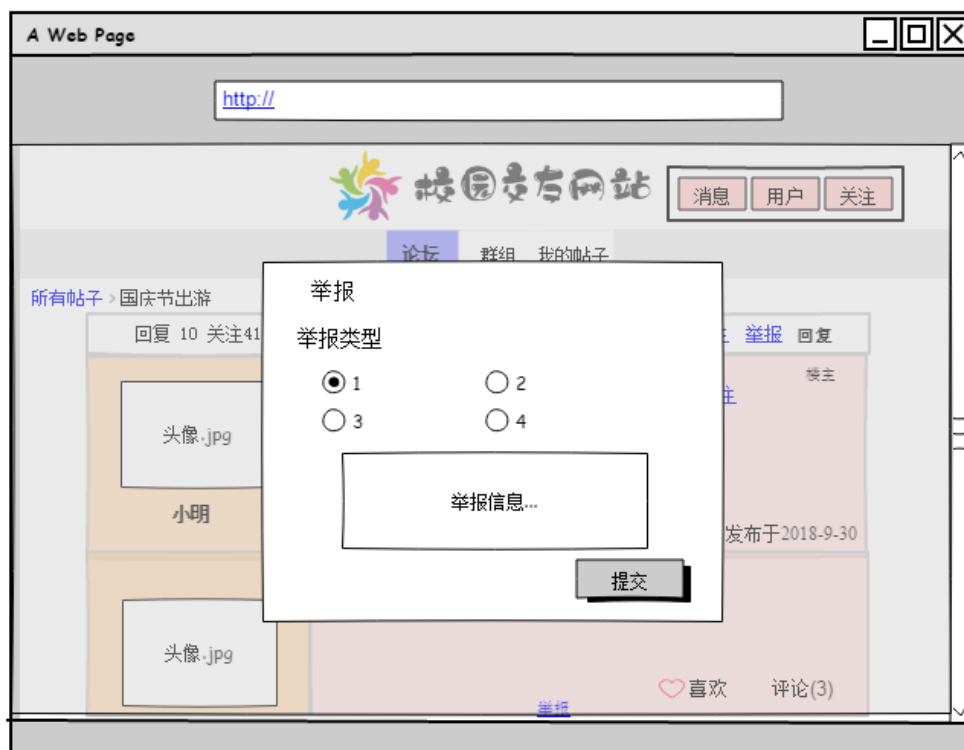 A Web Page
http://
校园交友网站
消息 用户 关注
论坛 群组 我的帖子
所有帖子 > 国庆节出游
回复 10 关注41 举报 回复
楼主
头像.jpg
小明
发布于2018-9-30
举报
举报类型
1 2
3 4
举报信息...
提交
头像.jpg
喜欢 评论(3)
举报